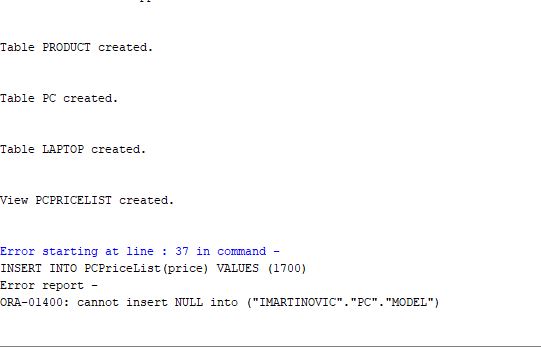 Table PRODUCT created.
Table PC created.
Table LAPTOP created.
View PCPRICELIST created.
Error starting at line : 37 in command -
INSERT INTO PCPriceList(price) VALUES (1700)
Error report -
ORA-01400: cannot insert NULL into ("IMARTINOVIC"."PC"."MODEL")